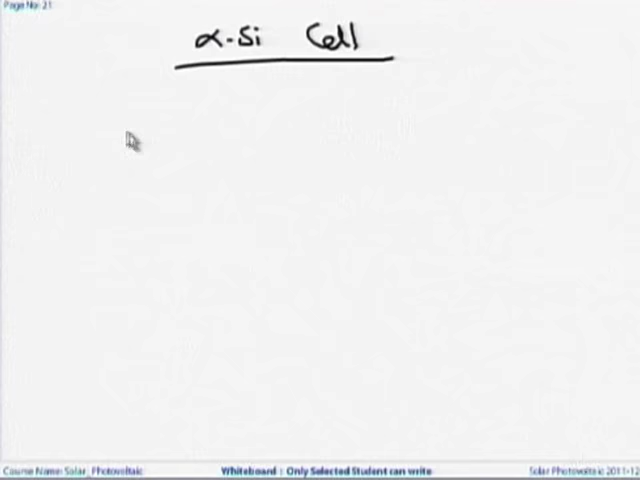 Page No: 21
α-Si Cell
Course Name: Solar_Photovoltaic
Whiteboard : Only Selected Student can write
Solar Photovoltaic 2011-12